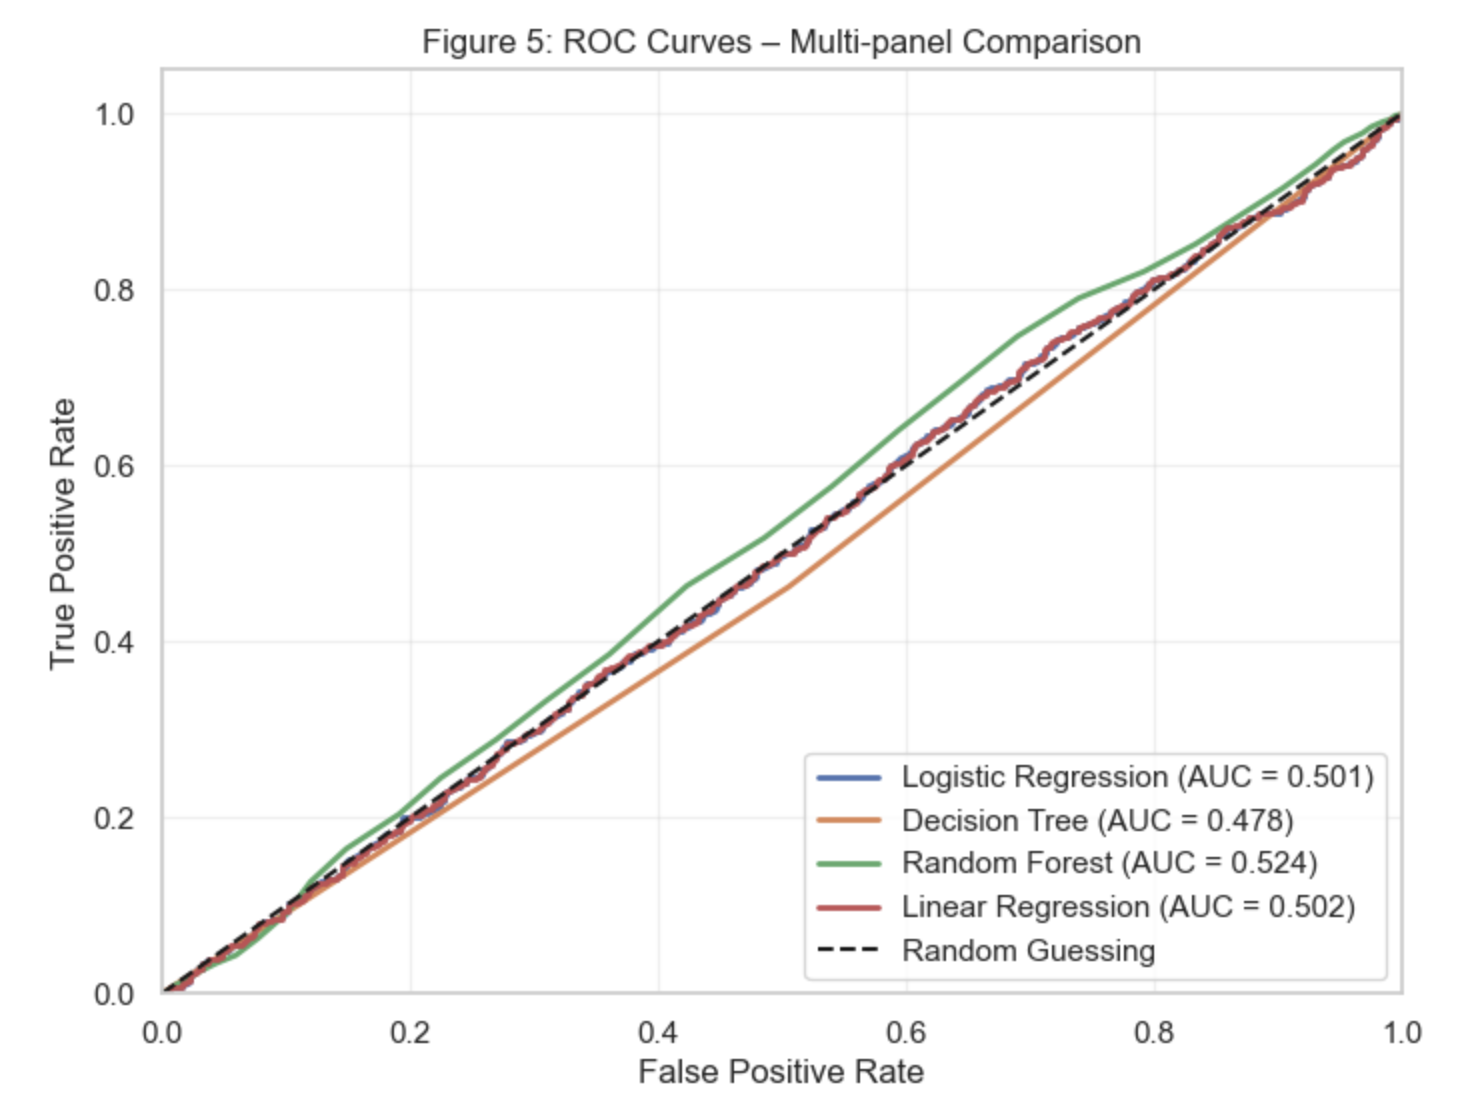 Figure 5: ROC Curves – Multi-panel Comparison
True Positive Rate
1.0
0.8
0.6
0.4
0.2
0.0
Logistic Regression (AUC = 0.501)
Decision Tree (AUC = 0.478)
Random Forest (AUC = 0.524)
Linear Regression (AUC = 0.502)
Random Guessing
0.0 0.2 0.4 0.6 0.8 1.0
False Positive Rate